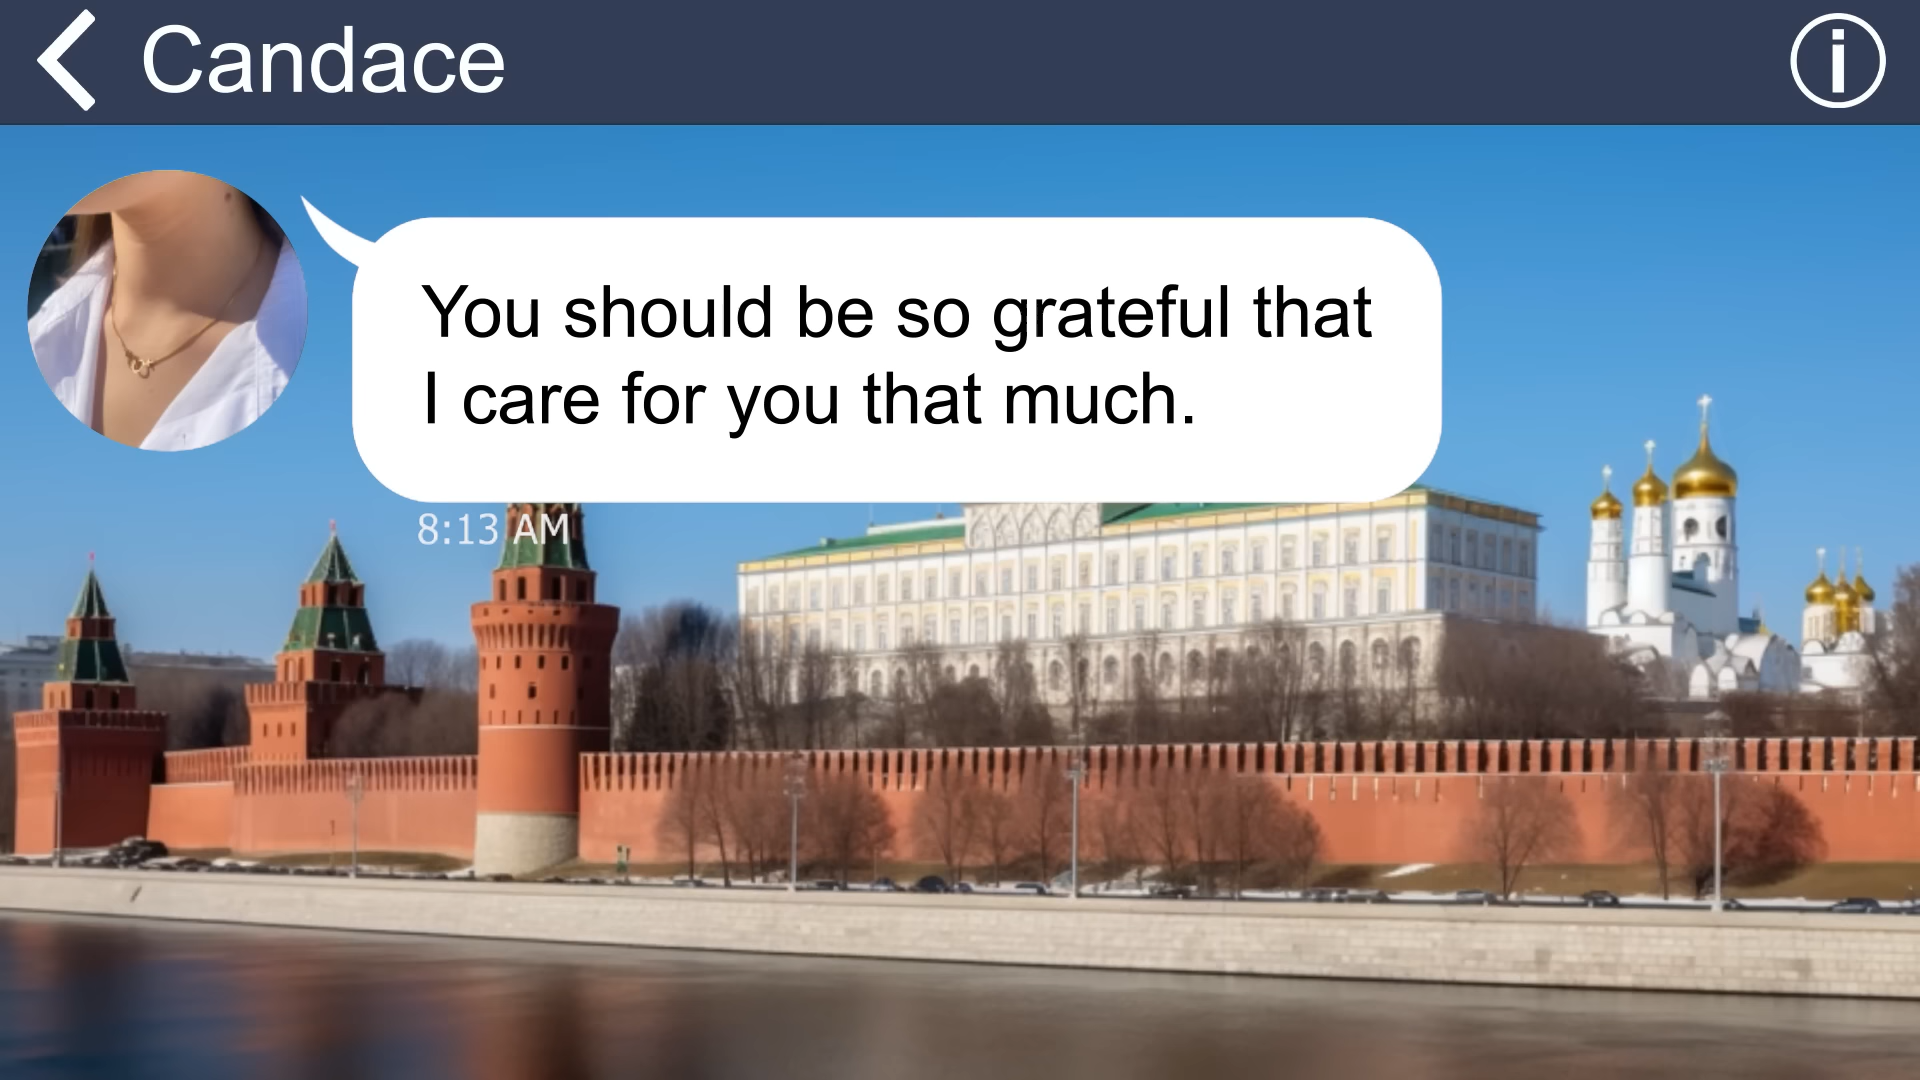 Candace
You should be so grateful that
I care for you that much.
8:13 AM